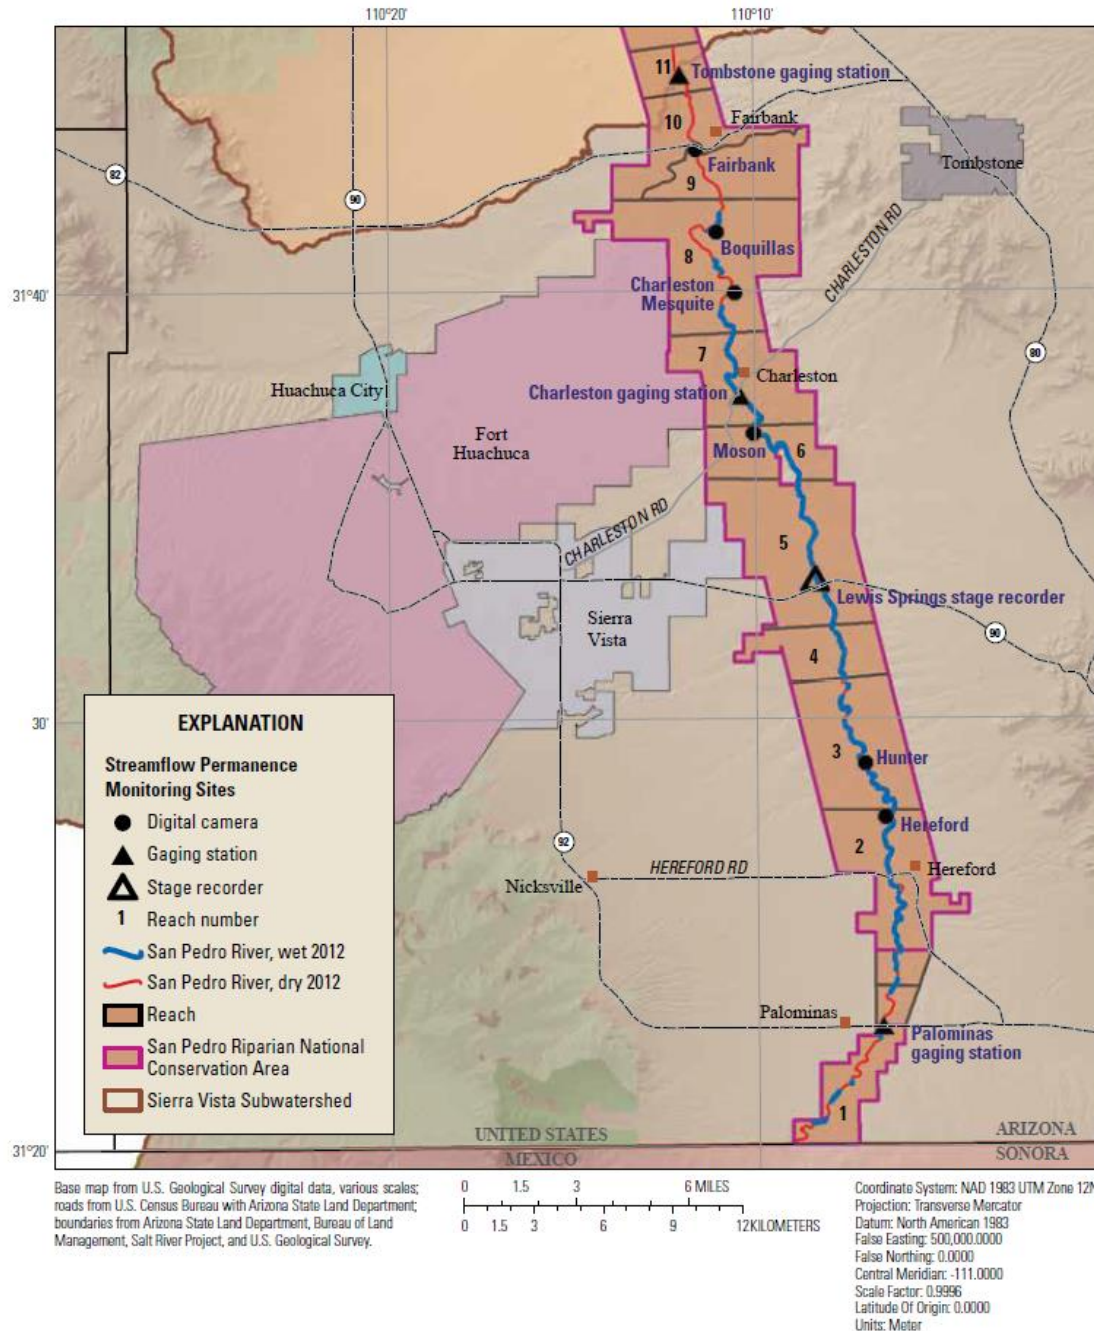 110°20'
110°10'
11
Tombstone gaging station
10
Fairbank
Fairbank
82
Tombstone
9
90
CHARLESTON RD
Boquillas
8
31°40'
Charleston
Mesquite
80
7
Charleston
Huachuca City
Charleston gaging station
Fort
Huachuca
Moson
6
CHARLESTON RD
5
Lewis Springs stage recorder
Sierra
Vista
90
4
30'
3
Hunter
Hereford
2
92
HEREFORD RD
Hereford
Nicksville
Palominas
Palominas
gaging station
1
EXPLANATION
Streamflow Permanence
Monitoring Sites
Digital camera
Gaging station
Stage recorder
1 Reach number
San Pedro River, wet 2012
San Pedro River, dry 2012
Reach
San Pedro Riparian National
Conservation Area
Sierra Vista Subwatershed
31°20'
UNITED STATES
MEXICO
ARIZONA
SONORA
Base map from U.S. Geological Survey digital data, various scales;
roads from U.S. Census Bureau with Arizona State Land Department;
boundaries from Arizona State Land Department, Bureau of Land
Management, Salt River Project, and U.S. Geological Survey.
0 1.5 3 6 MILES
0 1.5 3 6 9 12KILOMETERS
Coordinate System: NAD 1983 UTM Zone 12N
Projection: Transverse Mercator
Datum: North American 1983
False Easting: 500,000.0000
False Northing: 0.0000
Central Meridian: -111.0000
Scale Factor: 0.9996
Latitude Of Origin: 0.0000
Units: Meter